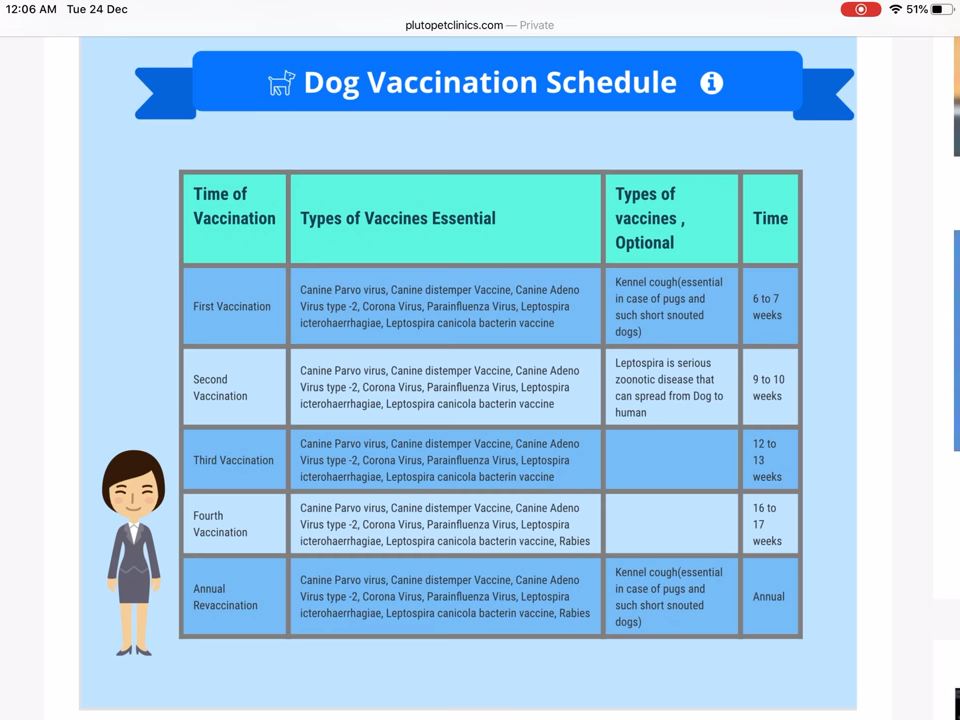 12:06 AM Tue 24 Dec
51%
plutopetclinics.com — Private
Dog Vaccination Schedule
Time of
Vaccination
Types of Vaccines Essential
Types of
vaccines ,
Optional
Time
First Vaccination
Canine Parvo virus, Canine distemper Vaccine, Canine Adeno
Virus type -2, Corona Virus, Parainfluenza Virus, Leptospira
icterohaerrhagiae, Leptospira canicola bacterin vaccine
Kennel cough(essential
in case of pugs and
such short snouted
dogs)
6 to 7
weeks
Second
Vaccination
Canine Parvo virus, Canine distemper Vaccine, Canine Adeno
Virus type -2, Corona Virus, Parainfluenza Virus, Leptospira
icterohaerrhagiae, Leptospira canicola bacterin vaccine
Leptospira is serious
zoonotic disease that
can spread from Dog to
human
9 to 10
weeks
Third Vaccination
Canine Parvo virus, Canine distemper Vaccine, Canine Adeno
Virus type -2, Corona Virus, Parainfluenza Virus, Leptospira
icterohaerrhagiae, Leptospira canicola bacterin vaccine
12 to
13
weeks
Fourth
Vaccination
Canine Parvo virus, Canine distemper Vaccine, Canine Adeno
Virus type -2, Corona Virus, Parainfluenza Virus, Leptospira
icterohaerrhagiae, Leptospira canicola bacterin vaccine, Rabies
16 to
17
weeks
Annual
Revaccination
Canine Parvo virus, Canine distemper Vaccine, Canine Adeno
Virus type -2, Corona Virus, Parainfluenza Virus, Leptospira
icterohaerrhagiae, Leptospira canicola bacterin vaccine, Rabies
Kennel cough(essential
in case of pugs and
such short snouted
dogs)
Annual